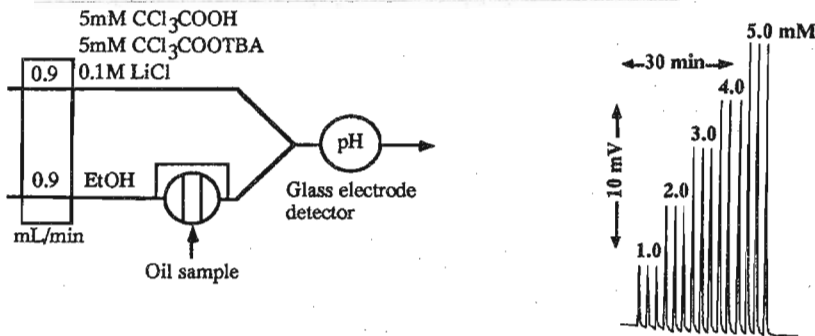 5mM CCl3COOH
5mM CCl3COOTBA
0.9 0.1M LiCl
0.9 EtOH
mL/min
Oil sample
pH
Glass electrode
detector
5.0 mM
30 min
4.0
3.0
10 mV
2.0
1.0